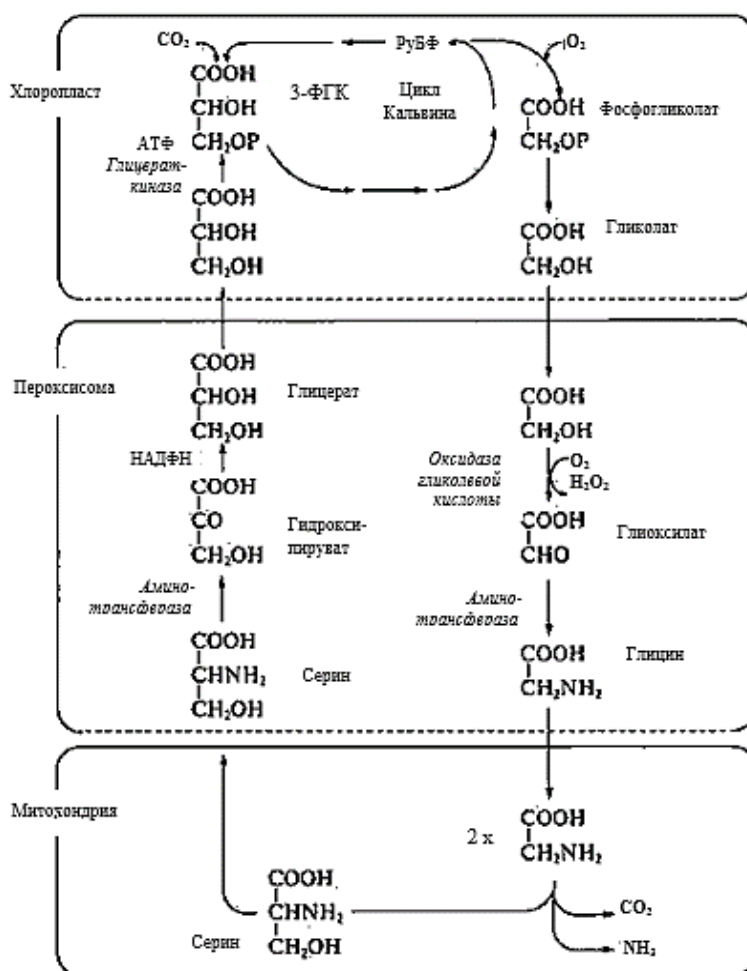 CO₂
РуБФ
O₂
COOH
CHOH
CH₂OP
3-ФГК
Цикл
Кальвина
Хлоропласт
COOH
CH₂OP
Фосфогликолат
АТФ
Глицерат-
киназа
COOH
CHOH
CH₂OH
COOH
CH₂OH
Гликолат
Пероксисома
COOH
CHOH
CH₂OH
Глицерат
COOH
CH₂OH
НАДФН
Оксидаза
гликолевой
кислоты
O₂
H₂O₂
COOH
CO
CH₂OH
Гидрокси-
пируват
COOH
CHO
Глиоксилат
Амино-
трансфераза
Амино-
трансфераза
COOH
CHNH₂
CH₂OH
Серин
COOH
CH₂NH₂
Глицин
Митохондрия
2 x
COOH
CH₂NH₂
COOH
CHNH₂
CH₂OH
Серин
CO₂
NH₃